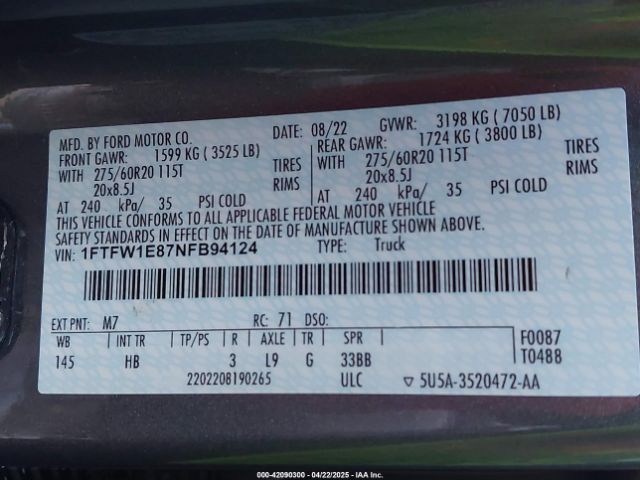 MFD. BY FORD MOTOR CO. DATE: 08/22 GVWR: 3198 KG ( 7050 LB)
FRONT GAWR: 1599 KG ( 3525 LB) REAR GAWR: 1724 KG ( 3800 LB)
WITH 275/60R20 115T TIRES WITH 275/60R20 115T TIRES
20x8.5J RIMS 20x8.5J RIMS
AT 240 kPa/ 35 PSI COLD AT 240 kPa/ 35 PSI COLD
THIS VEHICLE CONFORMS TO ALL APPLICABLE FEDERAL MOTOR VEHICLE
SAFETY STANDARDS IN EFFECT ON THE DATE OF MANUFACTURE SHOWN ABOVE.
VIN: 1FTFW1E87NFB94124 TYPE: Truck
EXT PNT: M7 RC: 71 DSO:
WB INT TR TP/PS R AXLE TR SPR F0087
145 HB 3 L9 G 33BB T0488
2202208190265 ULC ▽ 5U5A-3520472-AA
000-42090300 - 04/22/2025 - IAA Inc.